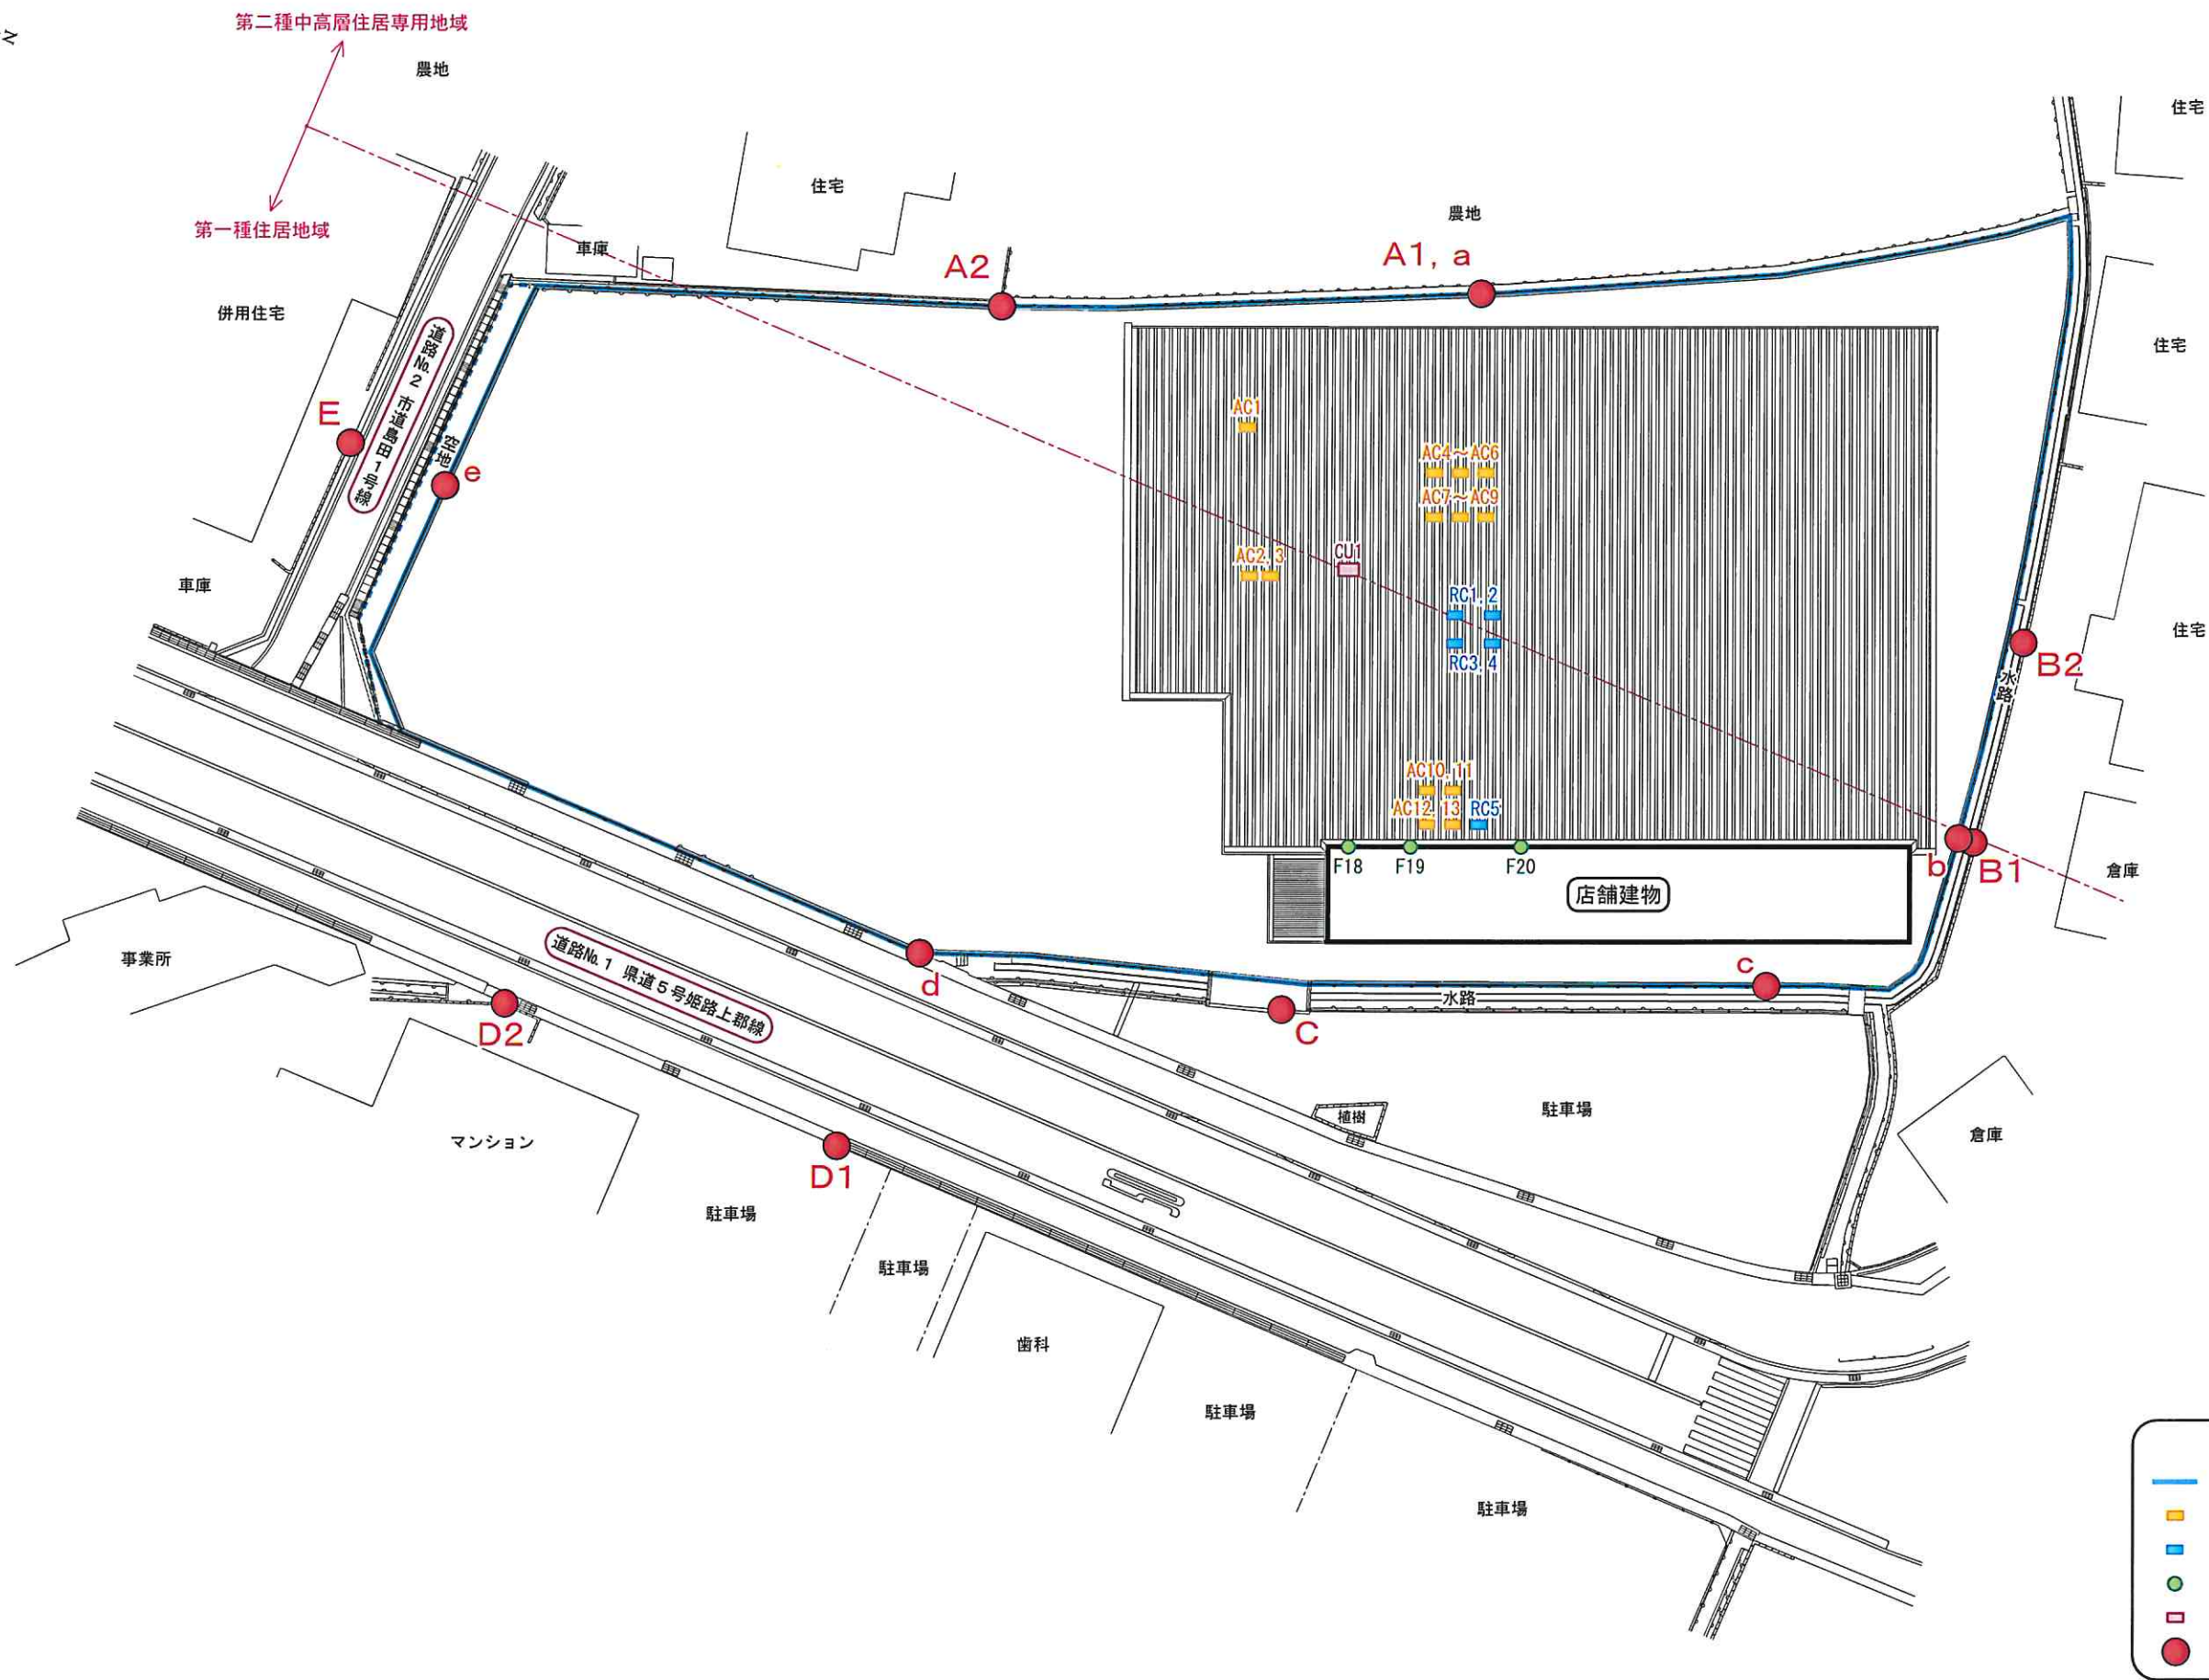 第二種中高層住居専用地域
N
農地
住宅
住宅
農地
第一種住居地域
車庫
A1, a
A2
併用住宅
住宅
道路№2 市道島田1号線
AC1
E
空地
e
AC4～AC6
AC7～AC9
AC2, 3
CU1
車庫
RC1, 2
住宅
RC3, 4
B2
水路
AC10, 11
AC12, 13
RC5
F18
F19
F20
b
B1
倉庫
店舗建物
事業所
道路№1 県道5号姫路上郡線
d
c
水路
D2
C
植樹
駐車場
倉庫
マンション
D1
駐車場
駐車場
歯科
駐車場
駐車場